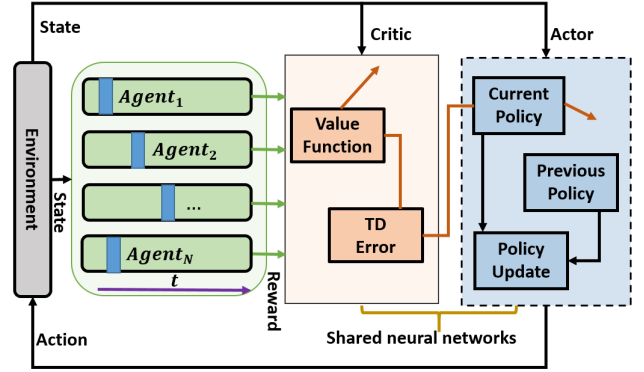 State
Critic
Actor
Environment
State
Agent₁
Agent₂
...
Agent_N
t
Reward
Value
Function
TD
Error
Current
Policy
Previous
Policy
Policy
Update
Shared neural networks
Action